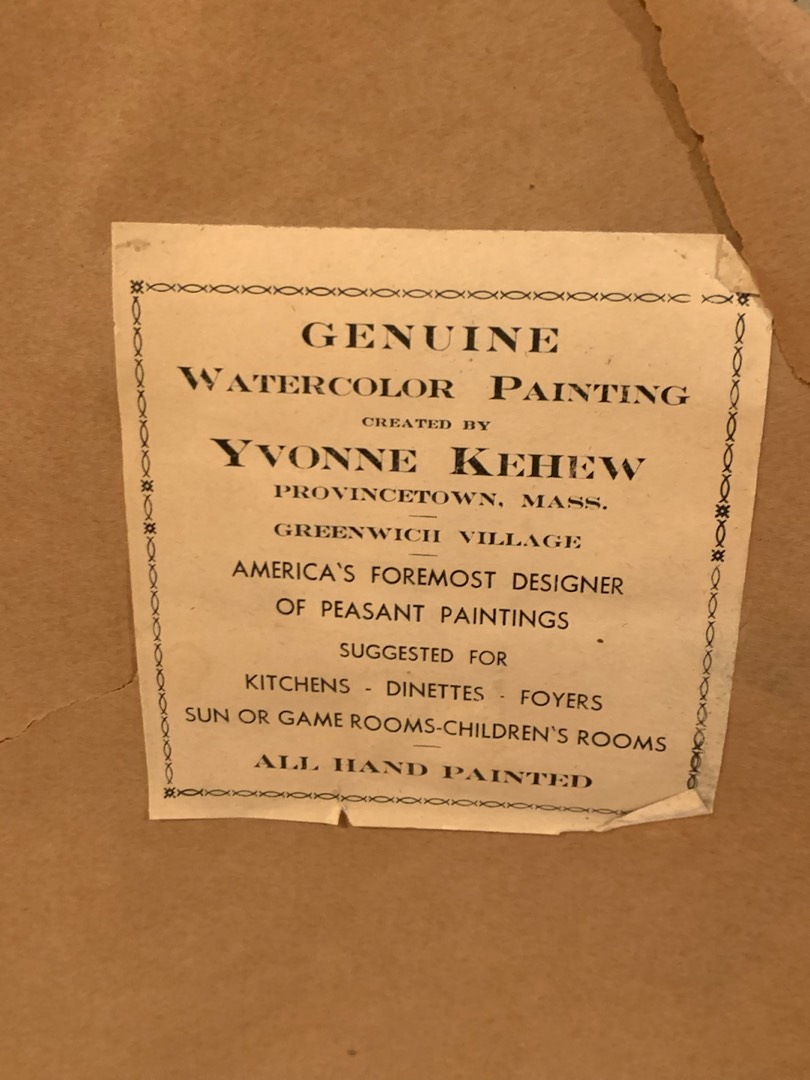 GENUINE
WATERCOLOR PAINTING
CREATED BY
YVONNE KEHEW
PROVINCETOWN, MASS.
GREENWICH VILLAGE
AMERICA'S FOREMOST DESIGNER
OF PEASANT PAINTINGS
SUGGESTED FOR
KITCHENS - DINETTES - FOYERS
SUN OR GAME ROOMS-CHILDREN'S ROOMS
ALL HAND PAINTED